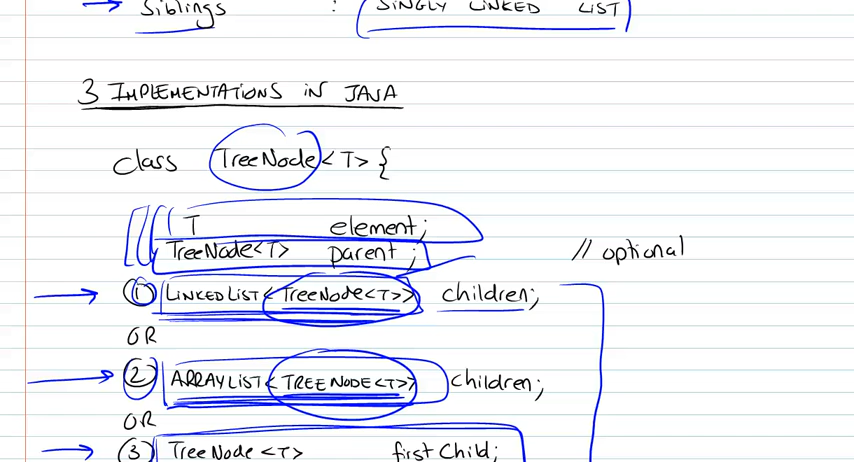 Siblings : SINGLY LINKED LIST
3 IMPLEMENTATIONS IN JAVA
class TreeNode<T> {
T element;
TreeNode<T> parent; // optional
① LINKEDLIST<TreeNode<T>> children;
OR
② ARRAYLIST<TREENODE<T>> children;
OR
③ TreeNode<T> firstChild;